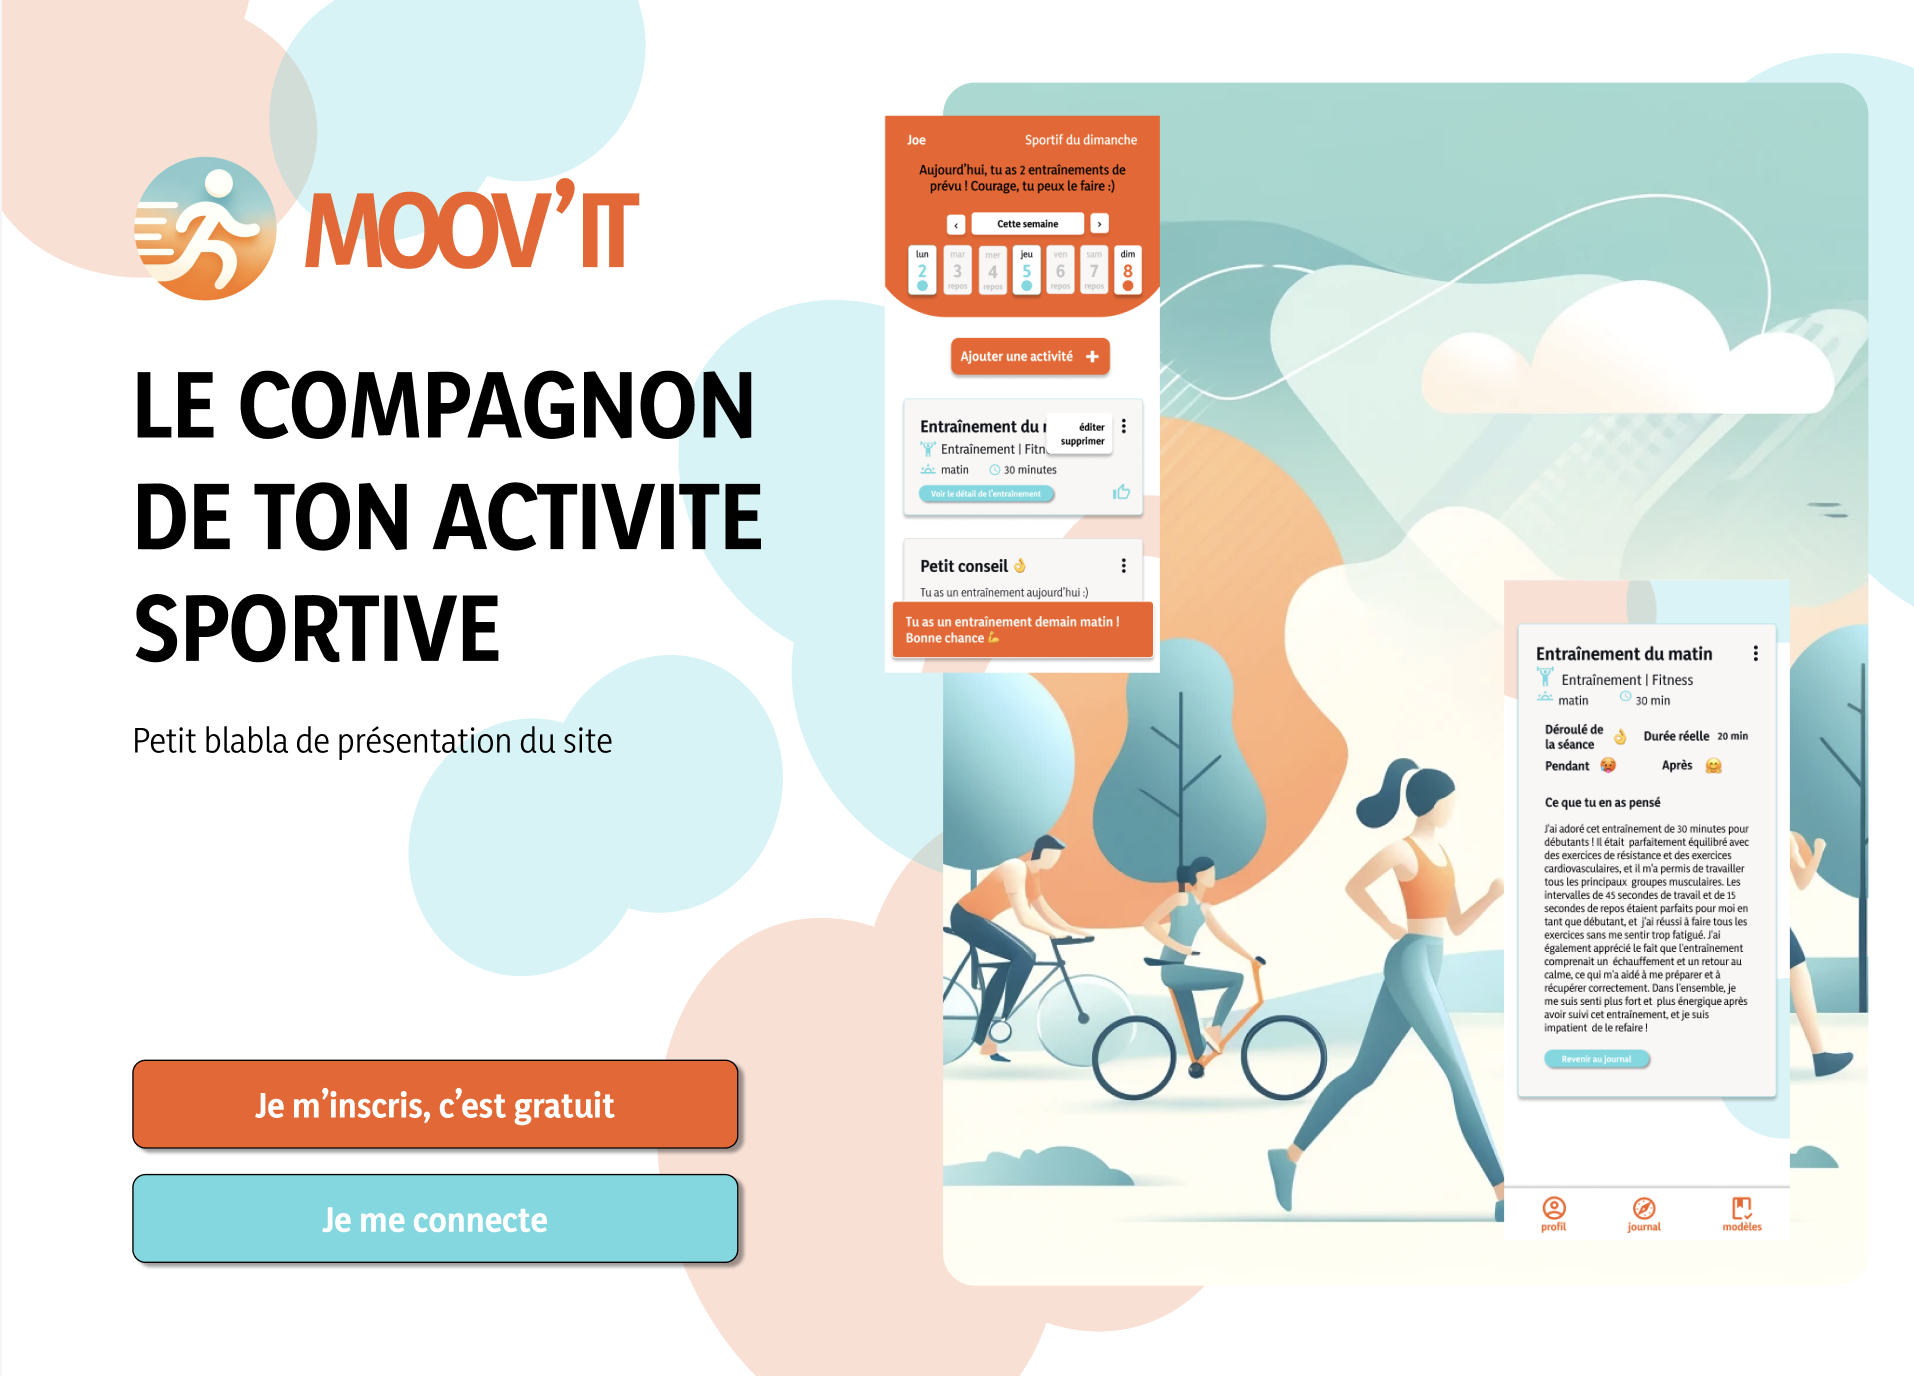 MOOV'IT
LE COMPAGNON
DE TON ACTIVITE
SPORTIVE
Petit blabla de présentation du site
Je m'inscris, c'est gratuit
Je me connecte
Joe
Sportif du dimanche
Aujourd'hui, tu as 2 entraînements de
prévu ! Courage, tu peux le faire :)
‹ Cette semaine ›
lun mar mer jeu ven sam dim
2 3 4 5 6 7 8
repos repos repos repos
Ajouter une activité +
Entraînement du
éditer
supprimer
Entraînement | Fitn
matin 30 minutes
Voir le détail de l'entraînement
Petit conseil 👌
Tu as un entraînement aujourd'hui :)
Tu as un entraînement demain matin !
Bonne chance 💪
Entraînement du matin
Entraînement | Fitness
matin 30 min
Déroulé de
la séance 👌
Durée réelle 20 min
Pendant 🥵 Après 🤗
Ce que tu en as pensé
J'ai adoré cet entraînement de 30 minutes pour
débutants ! Il était parfaitement équilibré avec
des exercices de résistance et des exercices
cardiovasculaires, et il m'a permis de travailler
tous les principaux groupes musculaires. Les
intervalles de 45 secondes de travail et de 15
secondes de repos étaient parfaits pour moi en
tant que débutant, et j'ai réussi à faire tous les
exercices sans me sentir trop fatigué. J'ai
également apprécié le fait que l'entraînement
comprenait un échauffement et un retour au
calme, ce qui m'a aidé à me préparer et à
récupérer correctement. Dans l'ensemble, je
me suis senti plus fort et plus énergique après
avoir suivi cet entraînement, et je suis
impatient de le refaire !
Revenir au journal
profil journal modèles